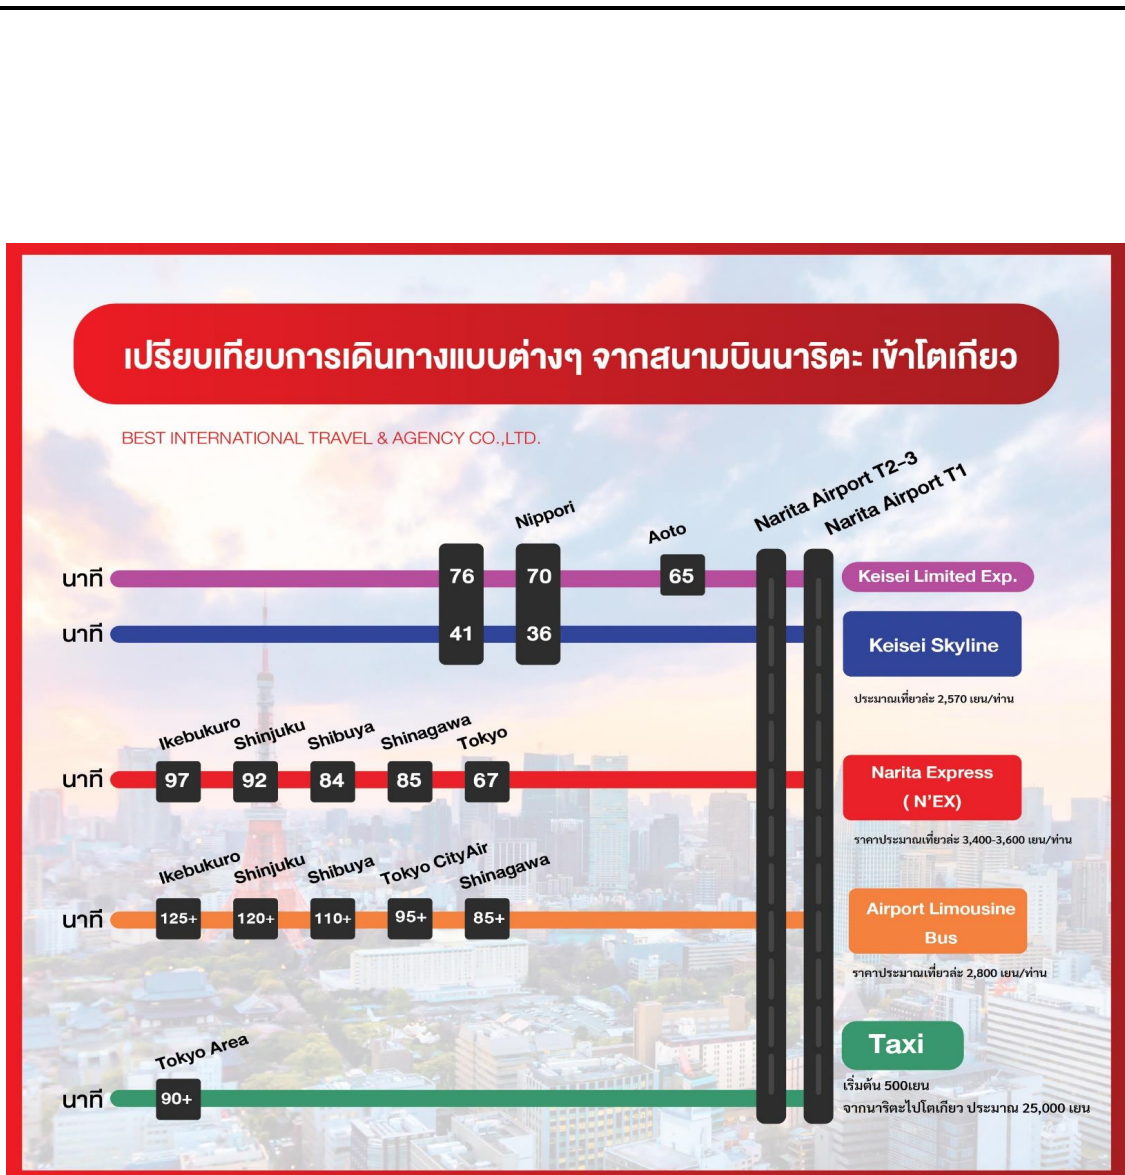 เปรียบเทียบการเดินทางแบบต่างๆ จากสนามบินนาริตะ เข้าโตเกียว
BEST INTERNATIONAL TRAVEL & AGENCY CO.,LTD.
Narita Airport T2-3
Narita Airport T1
Nippori
Aoto
นาที 76 70 65 Keisei Limited Exp.
นาที 41 36 Keisei Skyline
ประมาณเที่ยวล่ะ 2,570 เยน/ท่าน
Ikebukuro Shinjuku Shibuya Shinagawa Tokyo
นาที 97 92 84 85 67
Narita Express
( N'EX)
ราคาประมาณเที่ยวล่ะ 3,400-3,600 เยน/ท่าน
Ikebukuro Shinjuku Shibuya Tokyo CityAir Shinagawa
นาที 125+ 120+ 110+ 95+ 85+
Airport Limousine
Bus
ราคาประมาณเที่ยวล่ะ 2,800 เยน/ท่าน
Tokyo Area
นาที 90+
Taxi
เริ่มต้น 500เยน
จากนาริตะไปโตเกียว ประมาณ 25,000 เยน